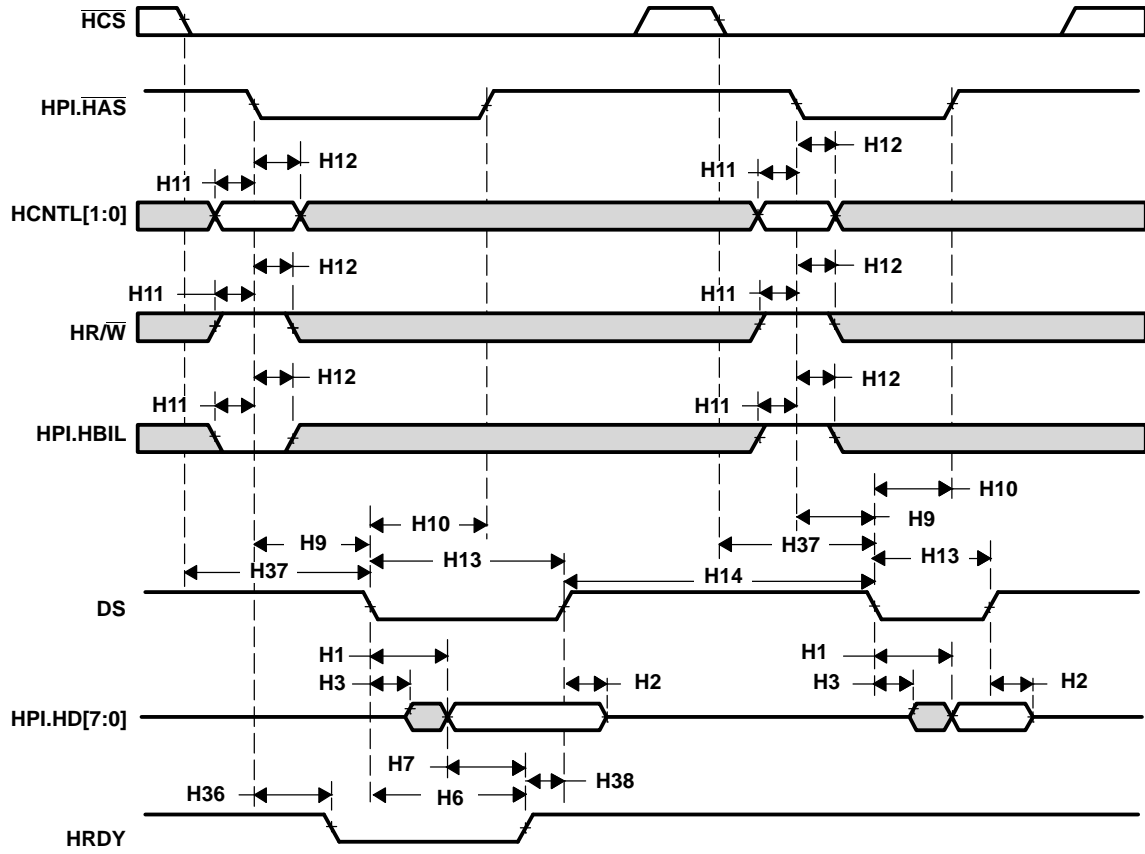 HCS
HPI.HAS
H12
H12
H11
H11
HCNTL[1:0]
H12
H12
H11
H11
HR/W
H12
H12
H11
H11
HPI.HBIL
H10
H10
H9
H9
H37
H13
H37
H13
H14
DS
H1
H1
H3
H2
H3
H2
HPI.HD[7:0]
H7
H38
H36
H6
HRDY